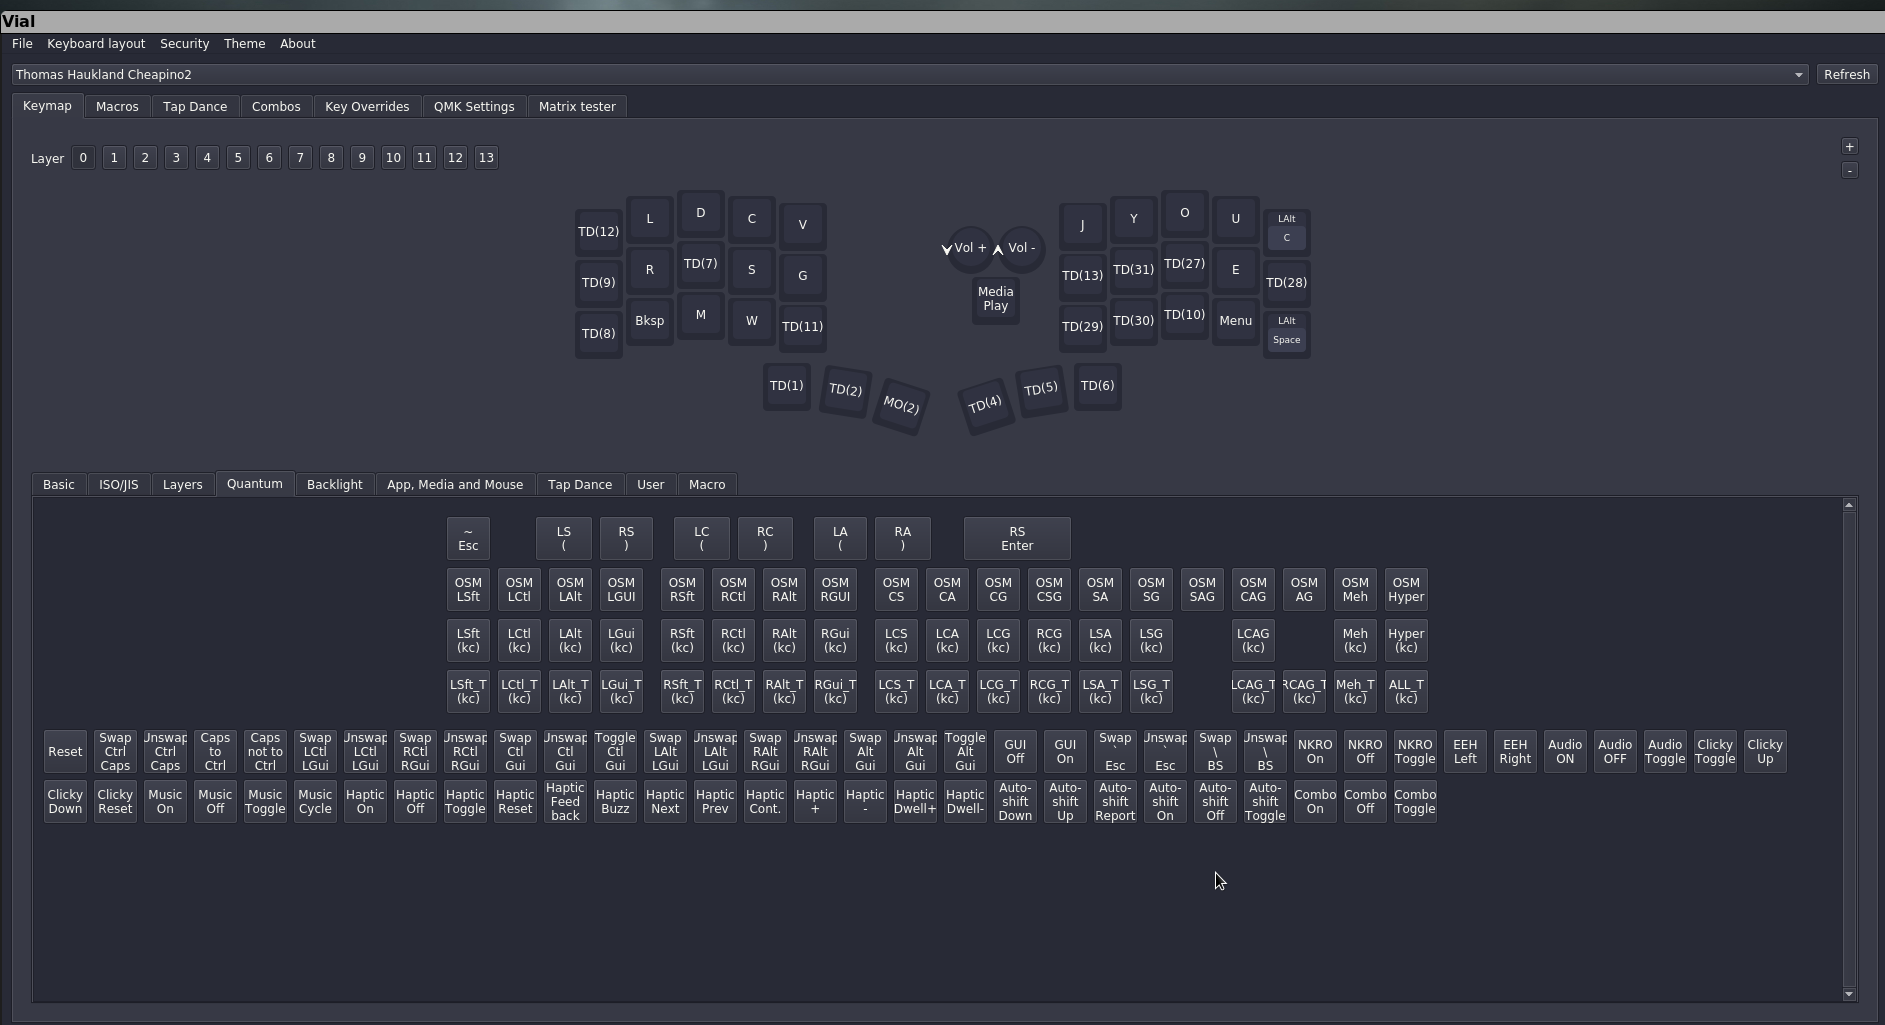 Vial
File Keyboard layout Security Theme About
Thomas Haukland Cheapino2 Refresh
Keymap Macros Tap Dance Combos Key Overrides QMK Settings Matrix tester
Layer 0 1 2 3 4 5 6 7 8 9 10 11 12 13 +
-
TD(12) L D C V Vol + Vol - J Y O U LAlt C
TD(9) R TD(7) S G Media Play TD(13) TD(31) TD(27) E TD(28)
TD(8) Bksp M W TD(11) TD(29) TD(30) TD(10) Menu LAlt Space
TD(1) TD(2) MO(2) TD(4) TD(5) TD(6)
Basic ISO/JIS Layers Quantum Backlight App, Media and Mouse Tap Dance User Macro
~ LS RS LC RC LA RA RS
Esc ( ) ( ) ( ) Enter
OSM OSM OSM OSM OSM OSM OSM OSM OSM OSM OSM OSM OSM OSM OSM OSM OSM OSM OSM
LSft LCtl LAlt LGUI RSft RCtl RAlt RGUI CS CA CG CSG SA SG SAG CAG AG Meh Hyper
LSft LCtl LAlt LGui RSft RCtl RAlt RGui LCS LCA LCG RCG LSA LSG LCAG Meh Hyper
(kc) (kc) (kc) (kc) (kc) (kc) (kc) (kc) (kc) (kc) (kc) (kc) (kc) (kc) (kc) (kc) (kc)
LSft_T LCtl_T LAlt_T LGui_T RSft_T RCtl_T RAlt_T RGui_T LCS_T LCA_T LCG_T RCG_T LSA_T LSG_T LCAG_T RCAG_T Meh_T ALL_T
(kc) (kc) (kc) (kc) (kc) (kc) (kc) (kc) (kc) (kc) (kc) (kc) (kc) (kc) (kc) (kc) (kc) (kc)
Swap Unswap Caps Caps Swap Unswap Swap Unswap Swap Unswap Toggle Swap Unswap Swap Unswap Swap Unswap Toggle GUI GUI Swap Unswap Swap Unswap NKRO NKRO NKRO EEH EEH Audio Audio Audio Clicky Clicky
Reset Ctrl Ctrl to not to LCtl LCtl RCtl RCtl Ctl Ctl Ctl LAlt LAlt RAlt RAlt Alt Alt Alt Off On ` ` \ \ On Off Toggle Left Right ON OFF Toggle Toggle Up
Caps Caps Ctrl Ctrl LGui LGui RGui RGui Gui Gui Gui LGui LGui RGui RGui Gui Gui Gui Esc Esc BS BS
Clicky Clicky Music Music Music Music Haptic Haptic Haptic Haptic Haptic Haptic Haptic Haptic Haptic Haptic Haptic Haptic Haptic Auto- Auto- Auto- Auto- Auto- Auto- Combo Combo Combo
Down Reset On Off Toggle Cycle On Off Toggle Reset Feed Buzz Next Prev Cont. + - Dwell+ Dwell- shift shift shift shift shift shift On Off Toggle
back Down Up Report On Off Toggle